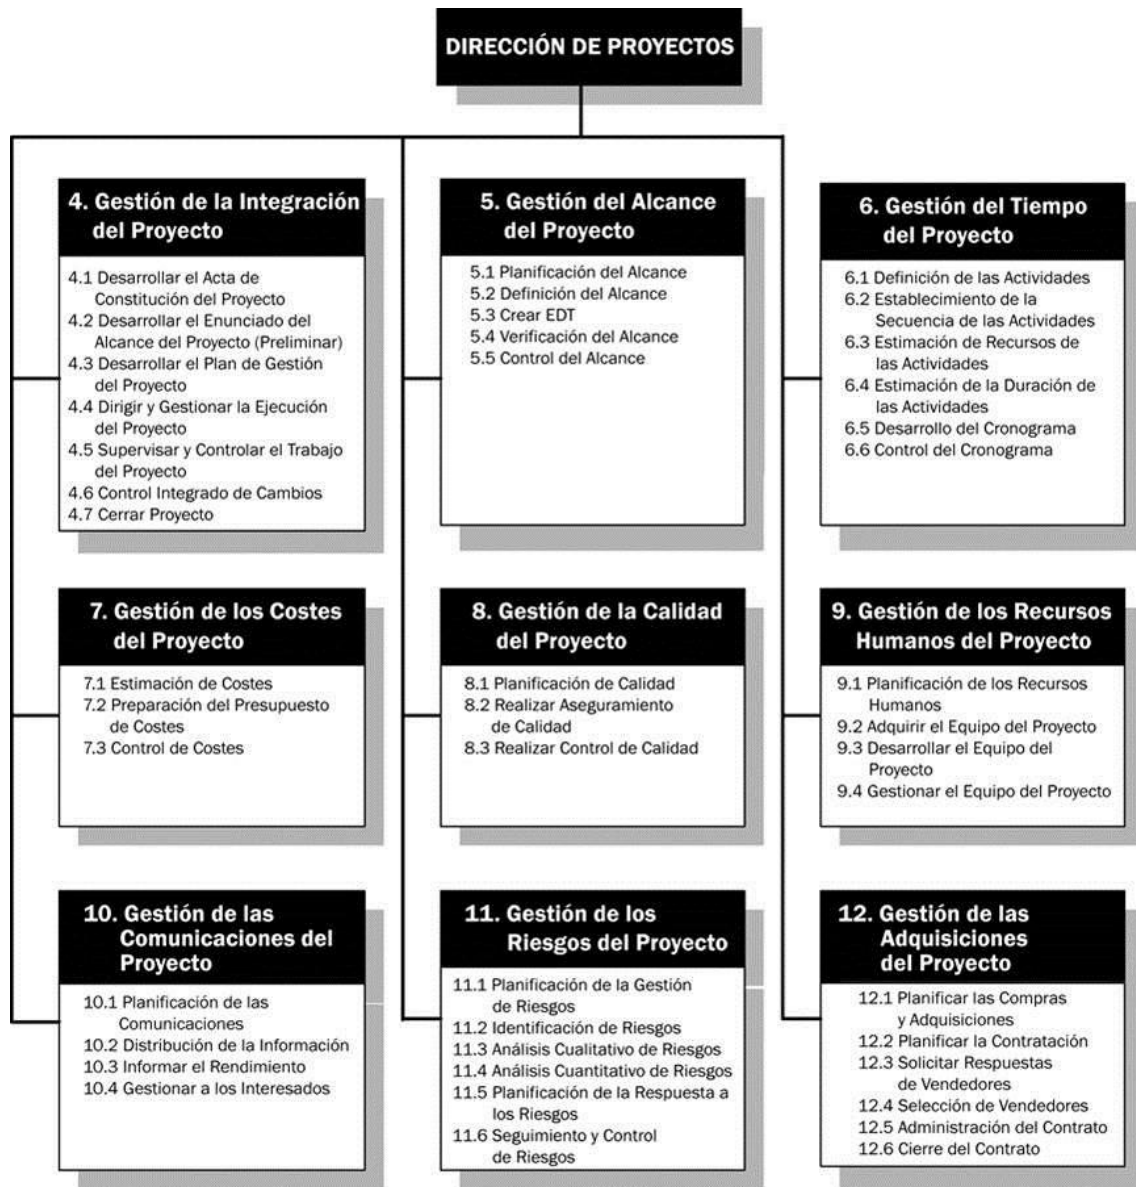 DIRECCIÓN DE PROYECTOS
4. Gestión de la Integración
del Proyecto
4.1 Desarrollar el Acta de
Constitución del Proyecto
4.2 Desarrollar el Enunciado del
Alcance del Proyecto (Preliminar)
4.3 Desarrollar el Plan de Gestión
del Proyecto
4.4 Dirigir y Gestionar la Ejecución
del Proyecto
4.5 Supervisar y Controlar el Trabajo
del Proyecto
4.6 Control Integrado de Cambios
4.7 Cerrar Proyecto
5. Gestión del Alcance
del Proyecto
5.1 Planificación del Alcance
5.2 Definición del Alcance
5.3 Crear EDT
5.4 Verificación del Alcance
5.5 Control del Alcance
6. Gestión del Tiempo
del Proyecto
6.1 Definición de las Actividades
6.2 Establecimiento de la
Secuencia de las Actividades
6.3 Estimación de Recursos de
las Actividades
6.4 Estimación de la Duración de
las Actividades
6.5 Desarrollo del Cronograma
6.6 Control del Cronograma
7. Gestión de los Costes
del Proyecto
7.1 Estimación de Costes
7.2 Preparación del Presupuesto
de Costes
7.3 Control de Costes
8. Gestión de la Calidad
del Proyecto
8.1 Planificación de Calidad
8.2 Realizar Aseguramiento
de Calidad
8.3 Realizar Control de Calidad
9. Gestión de los Recursos
Humanos del Proyecto
9.1 Planificación de los Recursos
Humanos
9.2 Adquirir el Equipo del Proyecto
9.3 Desarrollar el Equipo del
Proyecto
9.4 Gestionar el Equipo del Proyecto
10. Gestión de las
Comunicaciones del
Proyecto
10.1 Planificación de las
Comunicaciones
10.2 Distribución de la Información
10.3 Informar el Rendimiento
10.4 Gestionar a los Interesados
11. Gestión de los
Riesgos del Proyecto
11.1 Planificación de la Gestión
de Riesgos
11.2 Identificación de Riesgos
11.3 Análisis Cualitativo de Riesgos
11.4 Análisis Cuantitativo de Riesgos
11.5 Planificación de la Respuesta a
los Riesgos
11.6 Seguimiento y Control
de Riesgos
12. Gestión de las
Adquisiciones
del Proyecto
12.1 Planificar las Compras
y Adquisiciones
12.2 Planificar la Contratación
12.3 Solicitar Respuestas
de Vendedores
12.4 Selección de Vendedores
12.5 Administración del Contrato
12.6 Cierre del Contrato